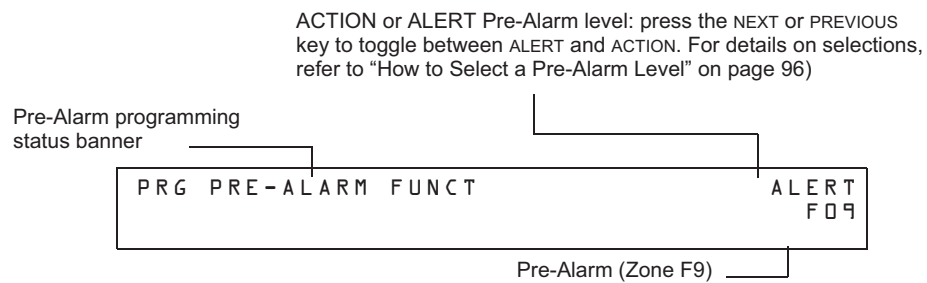 ACTION or ALERT Pre-Alarm level: press the NEXT or PREVIOUS
key to toggle between ALERT and ACTION. For details on selections,
refer to “How to Select a Pre-Alarm Level” on page 96)
Pre-Alarm programming
status banner
PRG PRE-ALARM FUNCT ALERT
F09
Pre-Alarm (Zone F9)